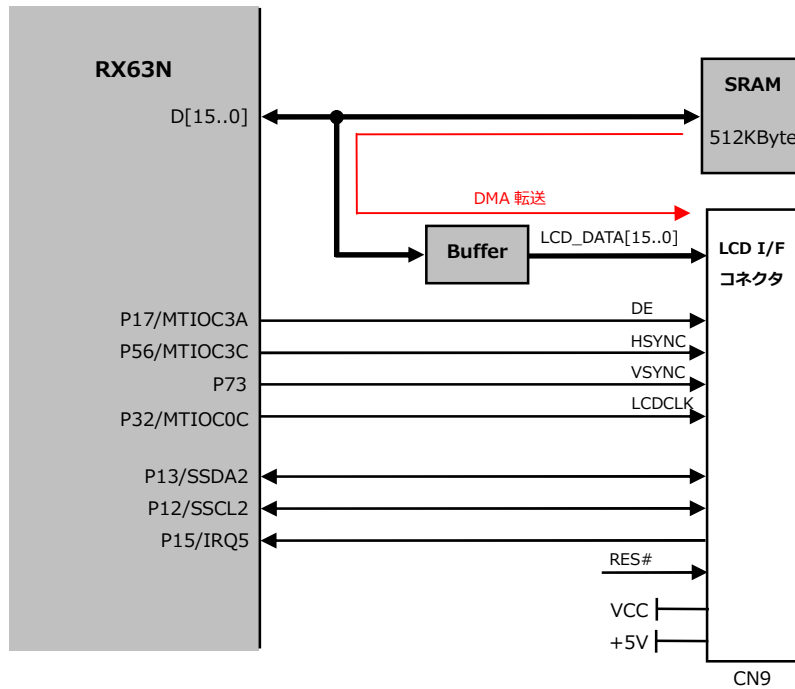 RX63N
D[15..0]
SRAM
512KByte
DMA 転送
Buffer
LCD_DATA[15..0]
LCD I/F
コネクタ
P17/MTIOC3A
DE
P56/MTIOC3C
HSYNC
P73
VSYNC
P32/MTIOC0C
LCDCLK
P13/SSDA2
P12/SSCL2
P15/IRQ5
RES#
VCC
+5V
CN9